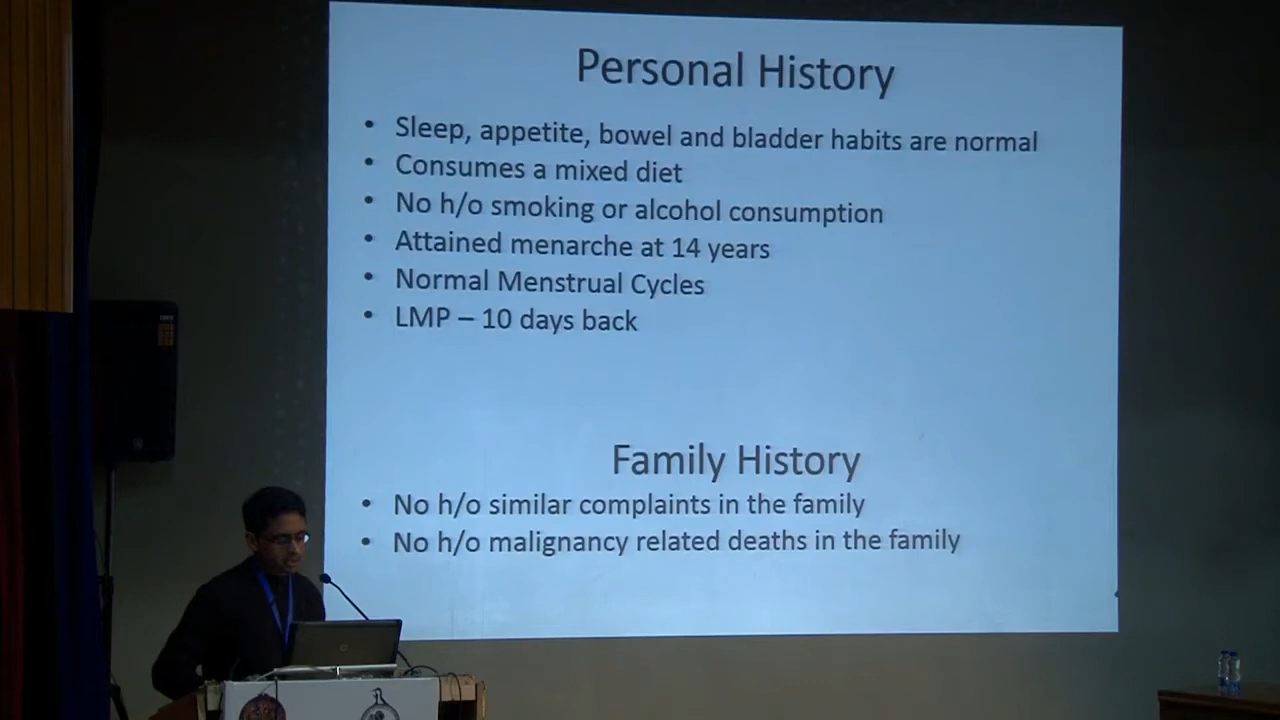 Personal History
• Sleep, appetite, bowel and bladder habits are normal
• Consumes a mixed diet
• No h/o smoking or alcohol consumption
• Attained menarche at 14 years
• Normal Menstrual Cycles
• LMP – 10 days back
Family History
• No h/o similar complaints in the family
• No h/o malignancy related deaths in the family